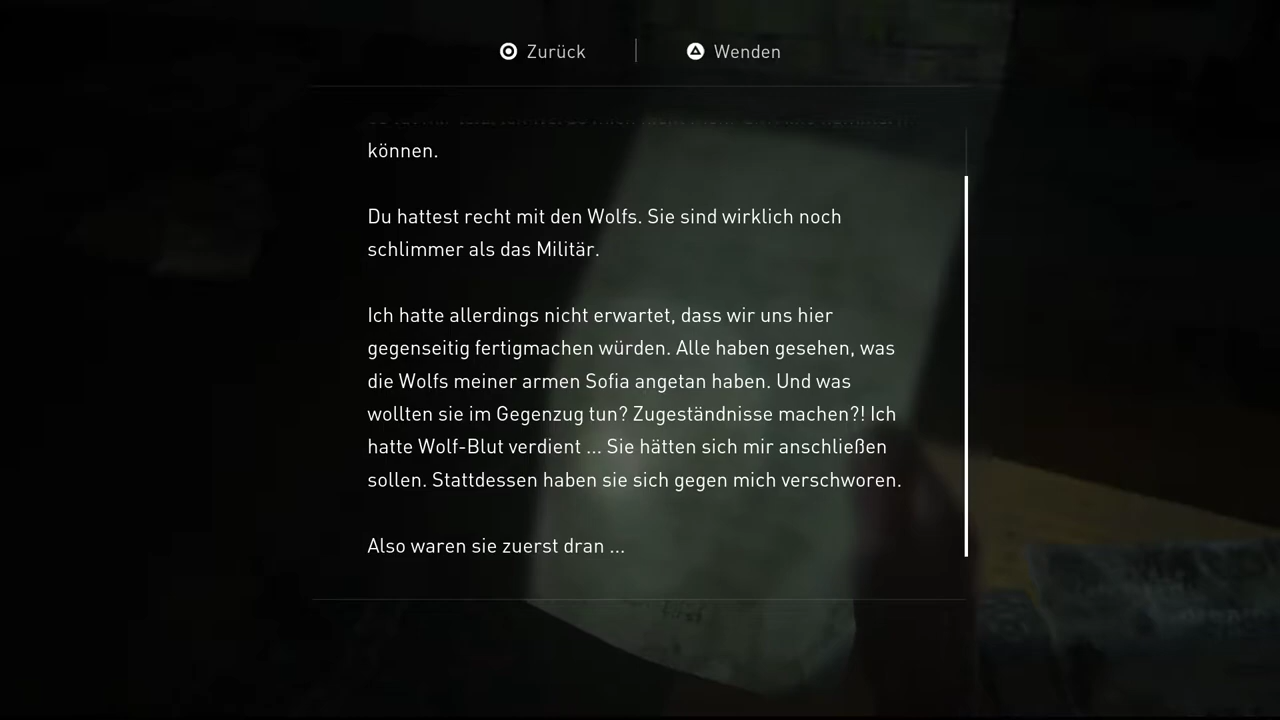 Zurück
Wenden
können.
Du hattest recht mit den Wolfs. Sie sind wirklich noch
schlimmer als das Militär.
Ich hatte allerdings nicht erwartet, dass wir uns hier
gegenseitig fertigmachen würden. Alle haben gesehen, was
die Wolfs meiner armen Sofia angetan haben. Und was
wollten sie im Gegenzug tun? Zugeständnisse machen?! Ich
hatte Wolf-Blut verdient ... Sie hätten sich mir anschließen
sollen. Stattdessen haben sie sich gegen mich verschworen.
Also waren sie zuerst dran ...